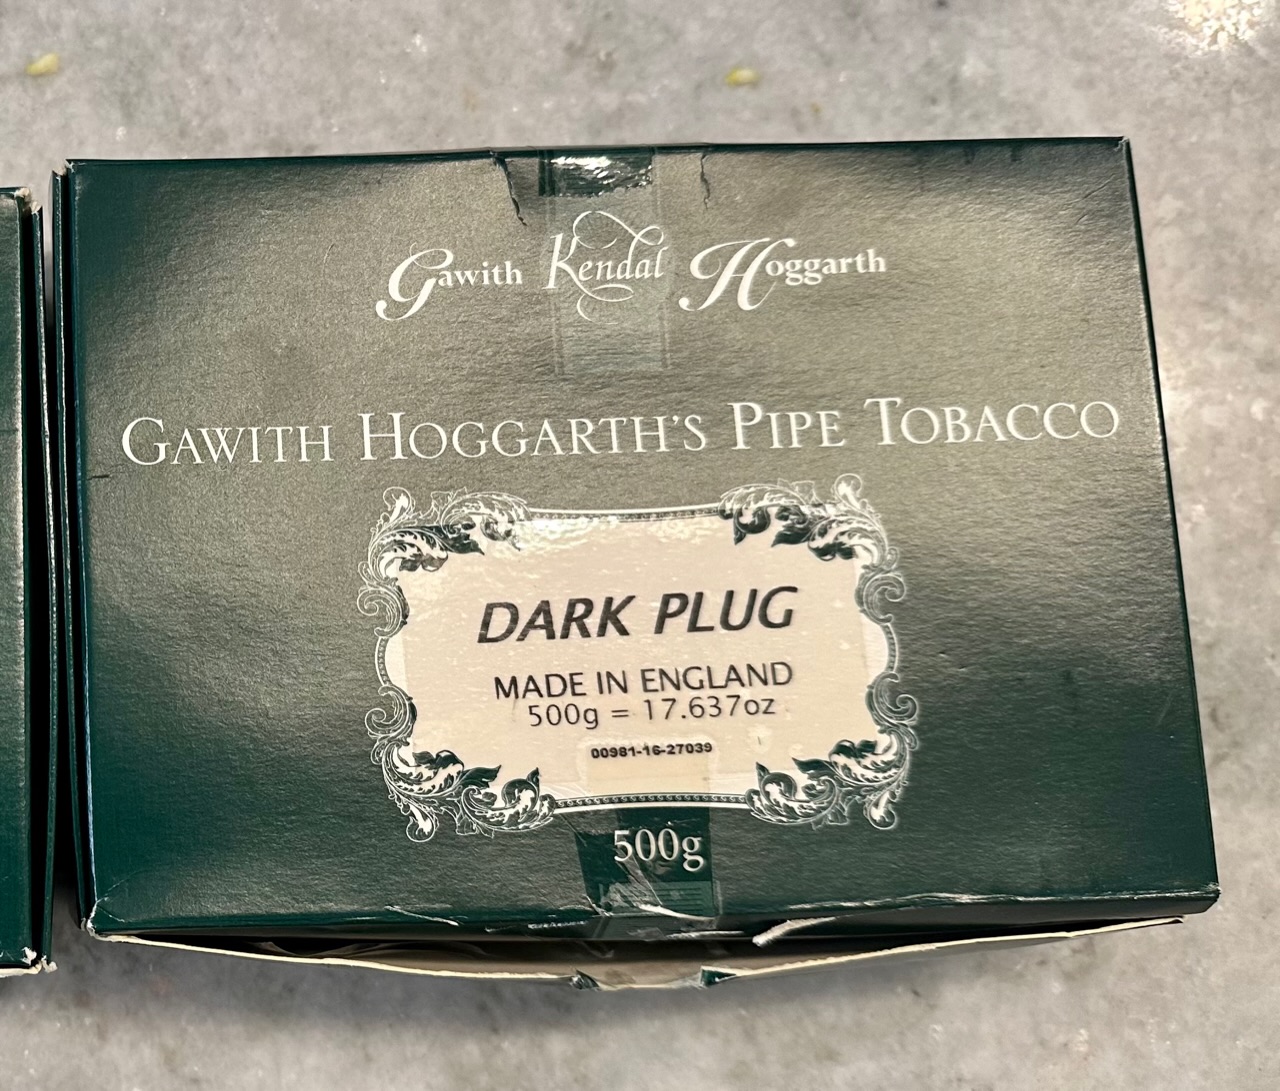 Gawith Kendal Hoggarth
GAWITH HOGGARTH'S PIPE TOBACCO
DARK PLUG
MADE IN ENGLAND
500g = 17.637oz
00981-16-27039
500g